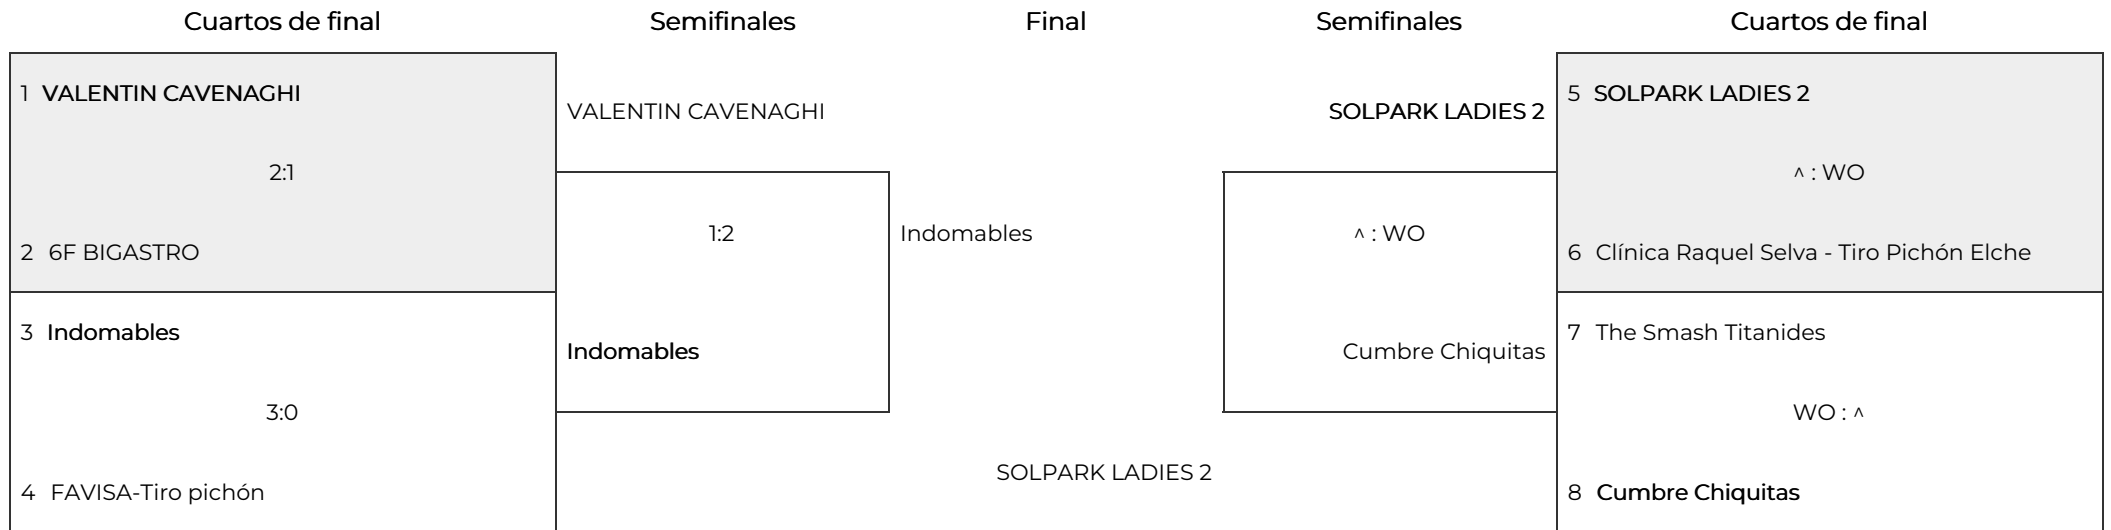 Cuartos de final Semifinales Final Semifinales Cuartos de final
1 VALENTIN CAVENAGHI
VALENTIN CAVENAGHI
SOLPARK LADIES 2
5 SOLPARK LADIES 2
2:1
^ : WO
2 6F BIGASTRO
1:2
Indomables
^ : WO
6 Clínica Raquel Selva - Tiro Pichón Elche
3 Indomables
Indomables
Cumbre Chiquitas
7 The Smash Titanides
3:0
WO : ^
4 FAVISA-Tiro pichón
SOLPARK LADIES 2
8 Cumbre Chiquitas